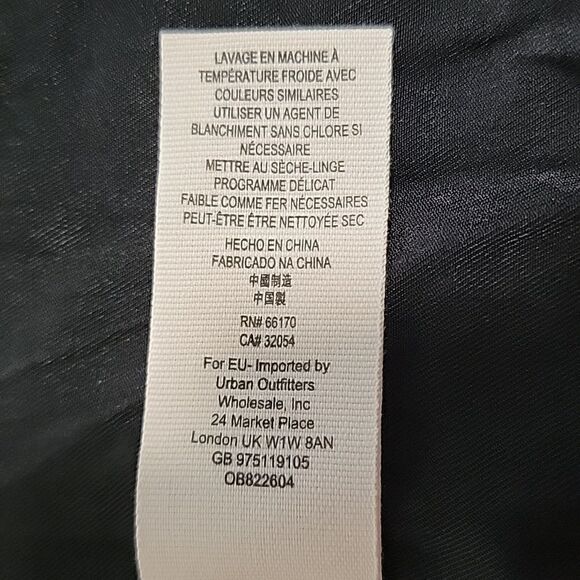 LAVAGE EN MACHINE À
TEMPÉRATURE FROIDE AVEC
COULEURS SIMILAIRES
UTILISER UN AGENT DE
BLANCHIMENT SANS CHLORE SI
NÉCESSAIRE
METTRE AU SÈCHE-LINGE
PROGRAMME DÉLICAT
FAIBLE COMME FER NÉCESSAIRES
PEUT-ÊTRE ÊTRE NETTOYÉE SEC
HECHO EN CHINA
FABRICADO NA CHINA
中國制造
中国製
RN# 66170
CA# 32054
For EU- Imported by
Urban Outfitters
Wholesale, Inc
24 Market Place
London UK W1W 8AN
GB 975119105
OB822604